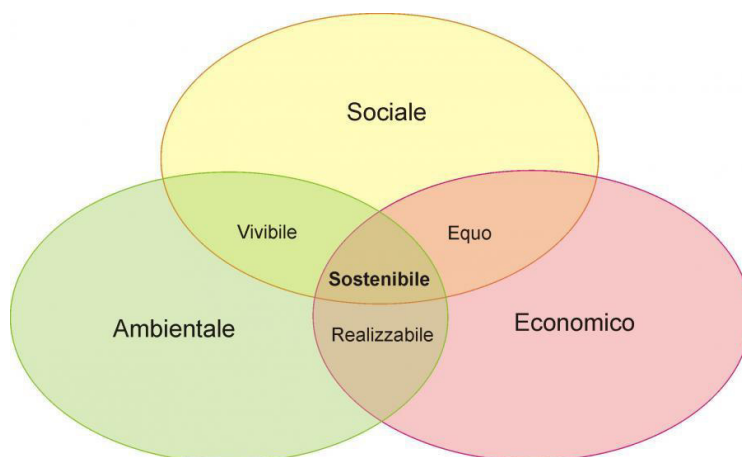 Sociale
Vivibile
Equo
Sostenibile
Ambientale
Realizzabile
Economico